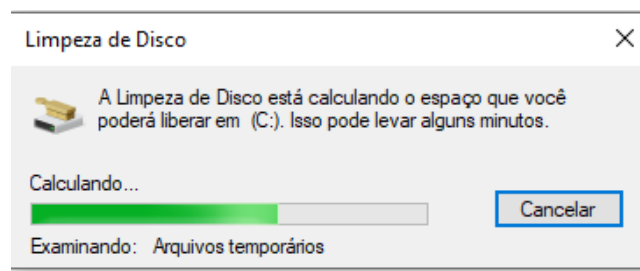 Limpeza de Disco
A Limpeza de Disco está calculando o espaço que você
poderá liberar em  (C:). Isso pode levar alguns minutos.
Calculando...
Cancelar
Examinando:   Arquivos temporários